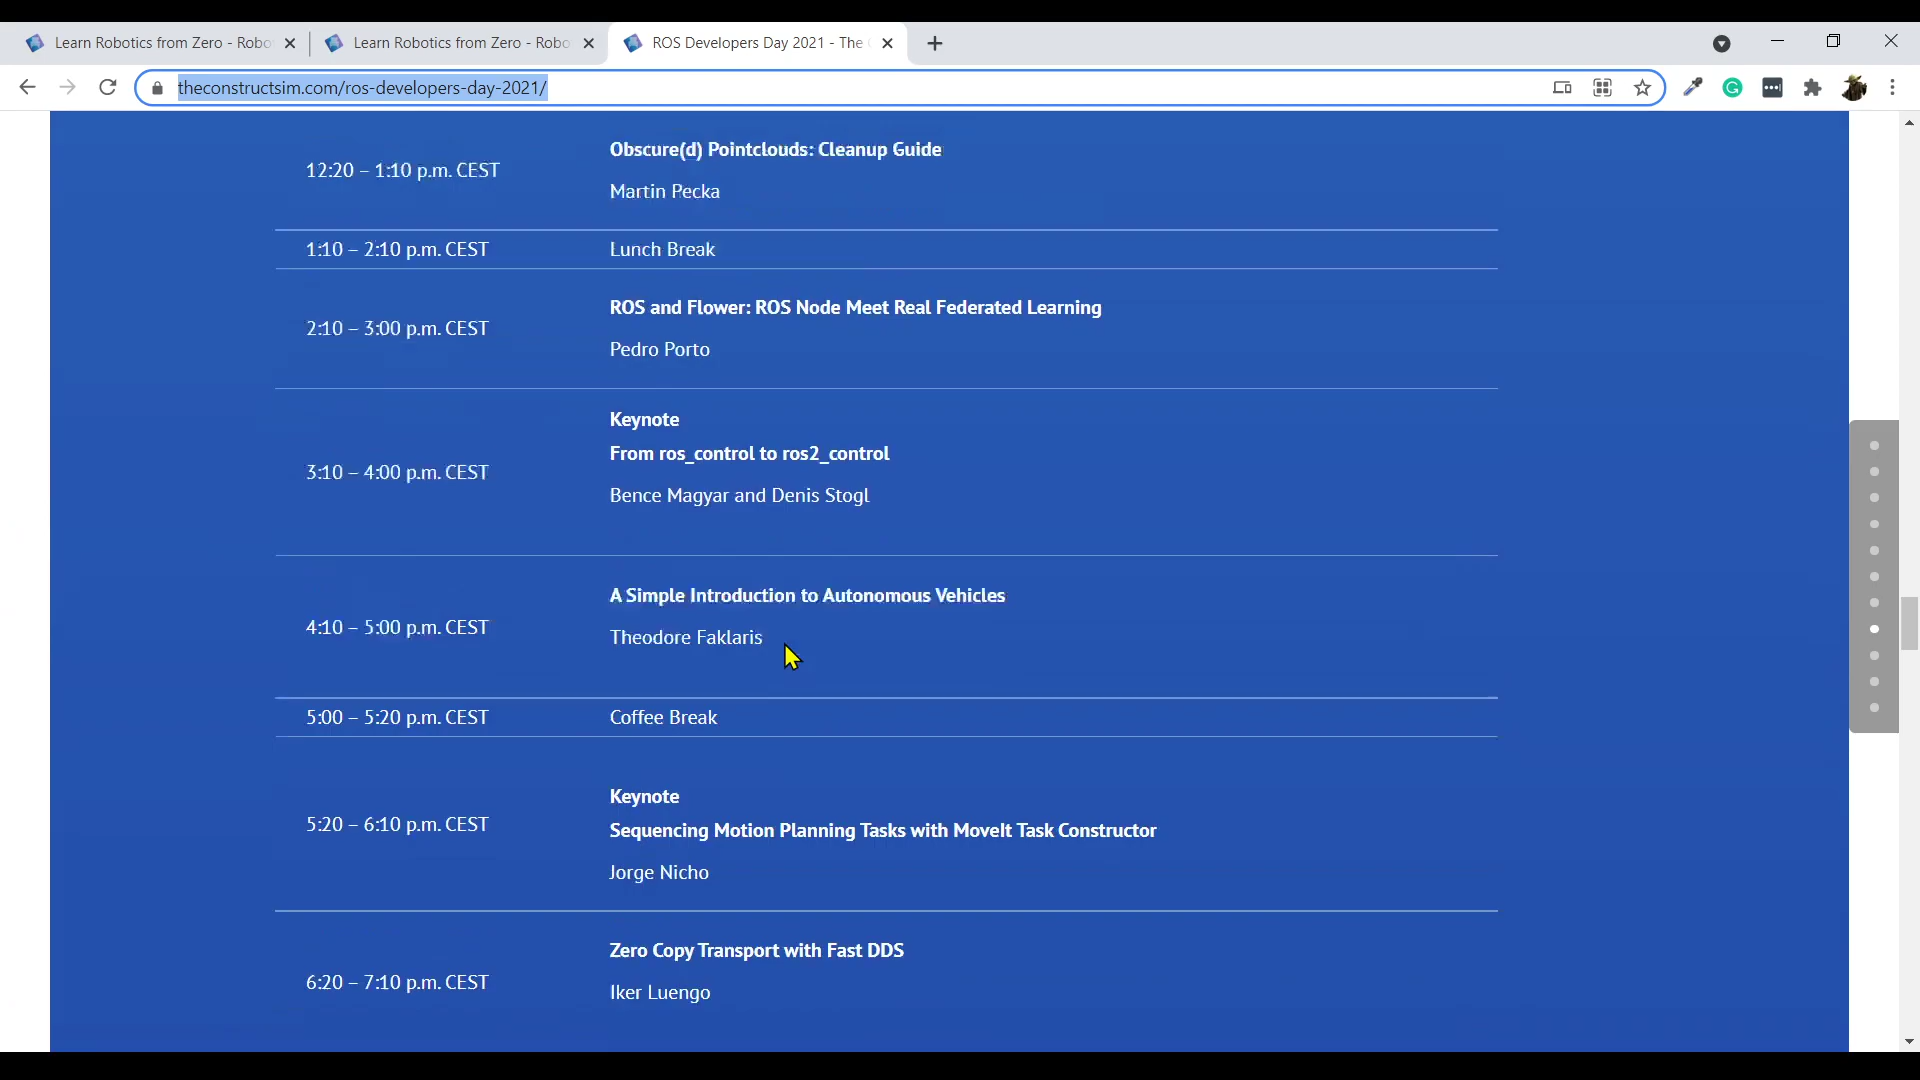 Learn Robotics from Zero - Robo
Learn Robotics from Zero - Robo
ROS Developers Day 2021 - The
theconstructsim.com/ros-developers-day-2021/
12:20 – 1:10 p.m. CEST
Obscure(d) Pointclouds: Cleanup Guide
Martin Pecka
1:10 – 2:10 p.m. CEST
Lunch Break
2:10 – 3:00 p.m. CEST
ROS and Flower: ROS Node Meet Real Federated Learning
Pedro Porto
3:10 – 4:00 p.m. CEST
Keynote
From ros_control to ros2_control
Bence Magyar and Denis Stogl
4:10 – 5:00 p.m. CEST
A Simple Introduction to Autonomous Vehicles
Theodore Faklaris
5:00 – 5:20 p.m. CEST
Coffee Break
5:20 – 6:10 p.m. CEST
Keynote
Sequencing Motion Planning Tasks with MoveIt Task Constructor
Jorge Nicho
6:20 – 7:10 p.m. CEST
Zero Copy Transport with Fast DDS
Iker Luengo